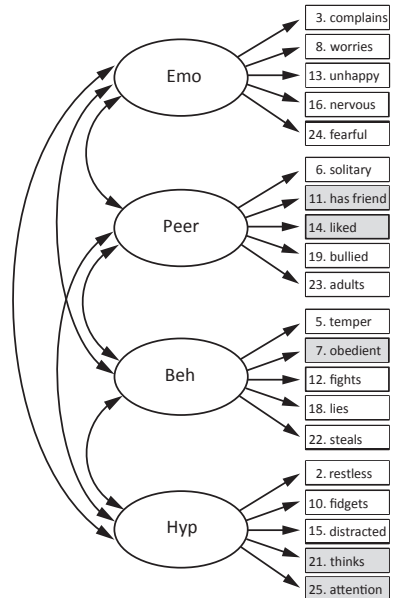 Emo
3. complains
8. worries
13. unhappy
16. nervous
24. fearful
Peer
6. solitary
11. has friend
14. liked
19. bullied
23. adults
Beh
5. temper
7. obedient
12. fights
18. lies
22. steals
Hyp
2. restless
10. fidgets
15. distracted
21. thinks
25. attention